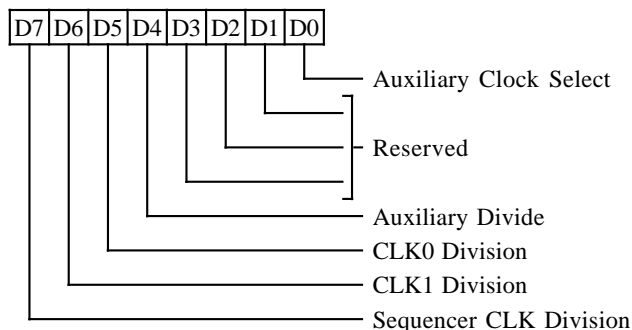 D7 D6 D5 D4 D3 D2 D1 D0
Auxiliary Clock Select
Reserved
Auxiliary Divide
CLK0 Division
CLK1 Division
Sequencer CLK Division